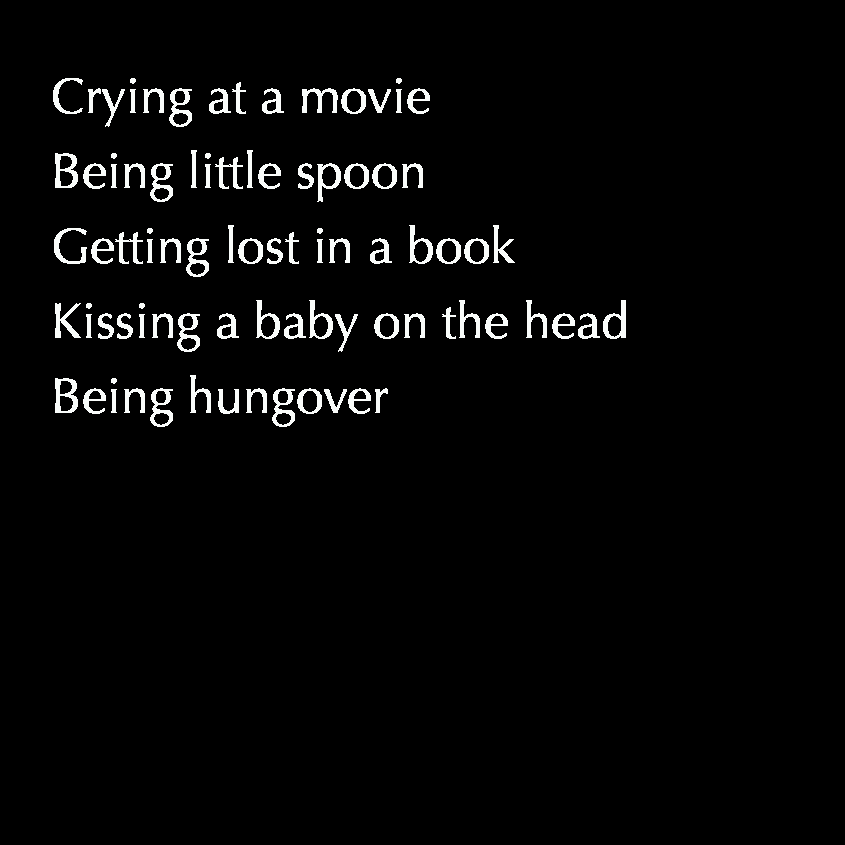 Crying at a movie
Being little spoon
Getting lost in a book
Kissing a baby on the head
Being hungover